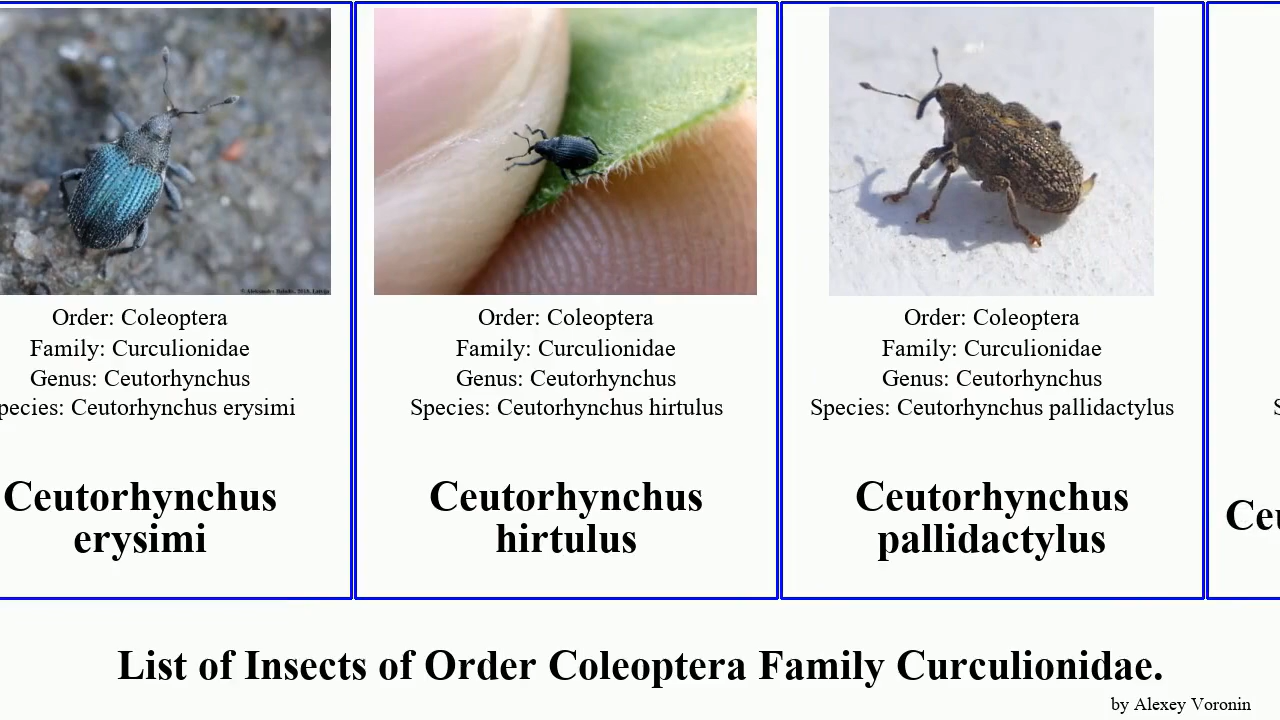 Order: Coleoptera
Family: Curculionidae
Genus: Ceutorhynchus
pecies: Ceutorhynchus erysimi
Ceutorhynchus
erysimi
Order: Coleoptera
Family: Curculionidae
Genus: Ceutorhynchus
Species: Ceutorhynchus hirtulus
Ceutorhynchus
hirtulus
Order: Coleoptera
Family: Curculionidae
Genus: Ceutorhynchus
Species: Ceutorhynchus pallidactylus
Ceutorhynchus
pallidactylus
S
Ceu
List of Insects of Order Coleoptera Family Curculionidae.
by Alexey Voronin